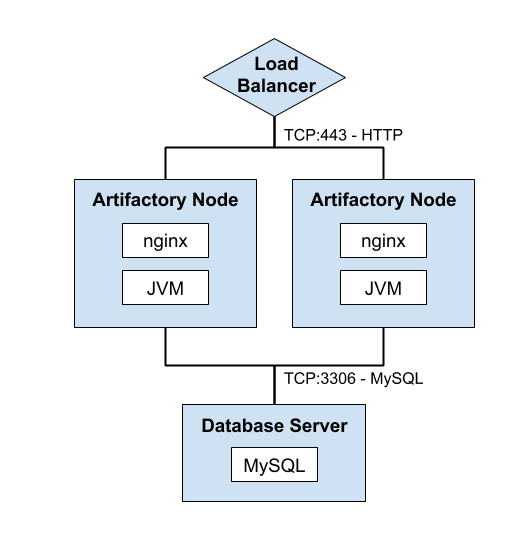 Load
Balancer
TCP:443 - HTTP
Artifactory Node
nginx
JVM
Artifactory Node
nginx
JVM
TCP:3306 - MySQL
Database Server
MySQL